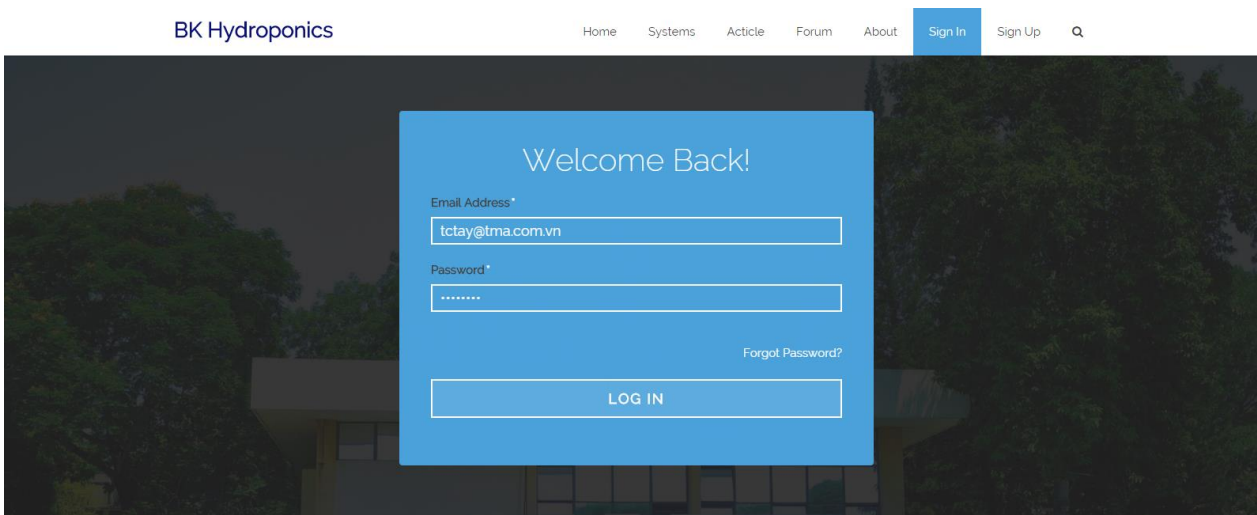 BK Hydroponics
Home Systems Acticle Forum About Sign In Sign Up
Welcome Back!
Email Address*
tctay@tma.com.vn
Password*
••••••••
Forgot Password?
LOG IN